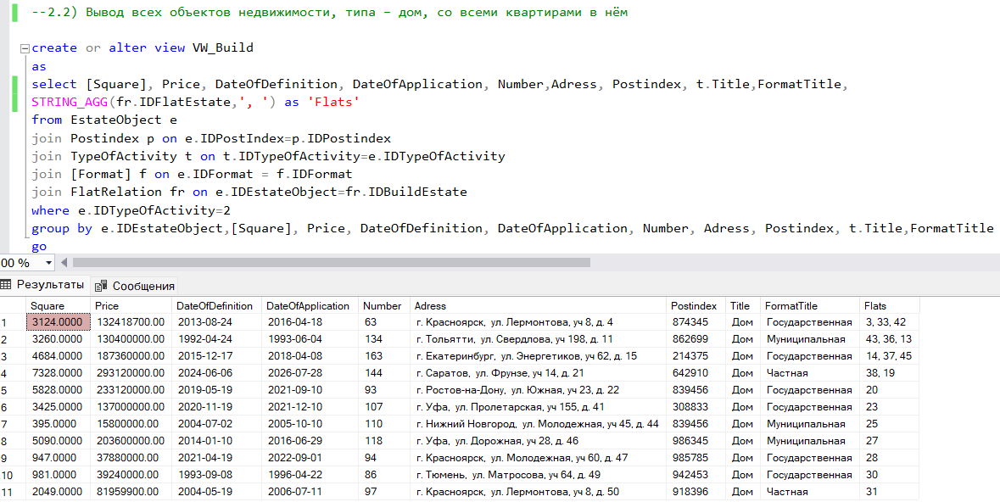 --2.2) Вывод всех объектов недвижимости, типа – дом, со всеми квартирами в нём
create or alter view VW_Build
as
select [Square], Price, DateOfDefinition, DateOfApplication, Number,Adress, Postindex, t.Title,FormatTitle,
STRING_AGG(fr.IDFlatEstate,', ') as 'Flats'
from EstateObject e
join Postindex p on e.IDPostIndex=p.IDPostindex
join TypeOfActivity t on t.IDTypeOfActivity=e.IDTypeOfActivity
join [Format] f on e.IDFormat = f.IDFormat
join FlatRelation fr on e.IDEstateObject=fr.IDBuildEstate
where e.IDTypeOfActivity=2
group by e.IDEstateObject,[Square], Price, DateOfDefinition, DateOfApplication, Number, Adress, Postindex, t.Title,FormatTitle
go
00 %
Результаты Сообщения
Square Price DateOfDefinition DateOfApplication Number Adress Postindex Title FormatTitle Flats
1 3124.0000 132418700.00 2013-08-24 2016-04-18 63 г. Красноярск, ул. Лермонтова, уч 8, д. 4 874345 Дом Государственная 3, 33, 42
2 3260.0000 130400000.00 1992-04-24 1993-06-04 134 г. Тольятти, ул. Свердлова, уч 198, д. 11 862699 Дом Муниципальная 43, 36, 13
3 4684.0000 187360000.00 2015-12-17 2018-04-08 163 г. Екатеринбург, ул. Энергетиков, уч 62, д. 15 214375 Дом Государственная 14, 37, 45
4 7328.0000 293120000.00 2024-06-06 2026-07-28 144 г. Саратов, ул. Фрунзе, уч 14, д. 21 642910 Дом Частная 38, 19
5 5828.0000 233120000.00 2019-05-19 2021-09-10 93 г. Ростов-на-Дону, ул. Южная, уч 23, д. 22 839456 Дом Государственная 20
6 3425.0000 137000000.00 2020-11-19 2021-12-10 107 г. Уфа, ул. Пролетарская, уч 155, д. 41 308833 Дом Государственная 23
7 395.0000 15800000.00 2004-07-02 2005-10-10 110 г. Нижний Новгород, ул. Молодежная, уч 45, д. 44 839456 Дом Муниципальная 25
8 5090.0000 203600000.00 2014-01-10 2016-06-29 118 г. Уфа, ул. Дорожная, уч 28, д. 46 986345 Дом Муниципальная 27
9 947.0000 37880000.00 2021-04-19 2022-09-01 94 г. Красноярск, ул. Молодежная, уч 60, д. 47 985785 Дом Государственная 28
10 981.0000 39240000.00 1993-09-08 1996-04-22 86 г. Тюмень, ул. Матросова, уч 64, д. 49 942453 Дом Государственная 30
11 2049.0000 81959900.00 2004-05-19 2006-07-11 97 г. Красноярск, ул. Лермонтова, уч 8, д. 50 918396 Дом Частная 31